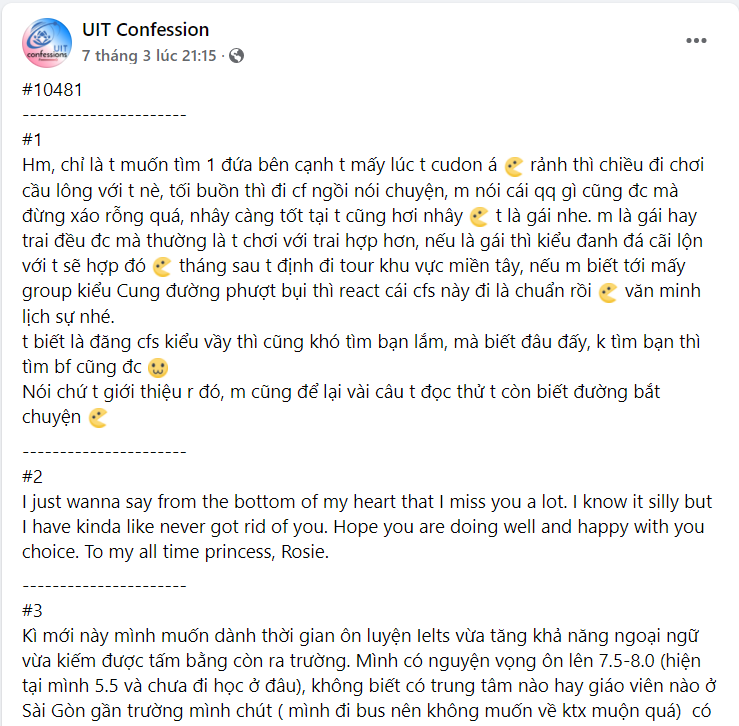 UIT Confession
7 tháng 3 lúc 21:15 ·
UIT
confessions
#10481
----------------------
#1
Hm, chỉ là t muốn tìm 1 đứa bên cạnh t mấy lúc t cudon á rảnh thì chiều đi chơi
cầu lông với t nè, tối buồn thì đi cf ngồi nói chuyện, m nói cái qq gì cũng đc mà
đừng xáo rỗng quá, nhây càng tốt tại t cũng hơi nhây t là gái nhe. m là gái hay
trai đều đc mà thường là t chơi với trai hợp hơn, nếu là gái thì kiểu đanh đá cãi lộn
với t sẽ hợp đó tháng sau t định đi tour khu vực miền tây, nếu m biết tới mấy
group kiểu Cung đường phượt bụi thì react cái cfs này đi là chuẩn rồi văn minh
lịch sự nhé.
t biết là đăng cfs kiểu vầy thì cũng khó tìm bạn lắm, mà biết đâu đấy, k tìm bạn thì
tìm bf cũng đc
Nói chứ t giới thiệu r đó, m cũng để lại vài câu t đọc thử t còn biết đường bắt
chuyện
----------------------
#2
I just wanna say from the bottom of my heart that I miss you a lot. I know it silly but
I have kinda like never got rid of you. Hope you are doing well and happy with you
choice. To my all time princess, Rosie.
----------------------
#3
Kì mới này mình muốn dành thời gian ôn luyện Ielts vừa tăng khả năng ngoại ngữ
vừa kiếm được tấm bằng còn ra trường. Mình có nguyện vọng ôn lên 7.5-8.0 (hiện
tại mình 5.5 và chưa đi học ở đâu), không biết có trung tâm nào hay giáo viên nào ở
Sài Gòn gần trường mình chút ( mình đi bus nên không muốn về ktx muộn quá) có